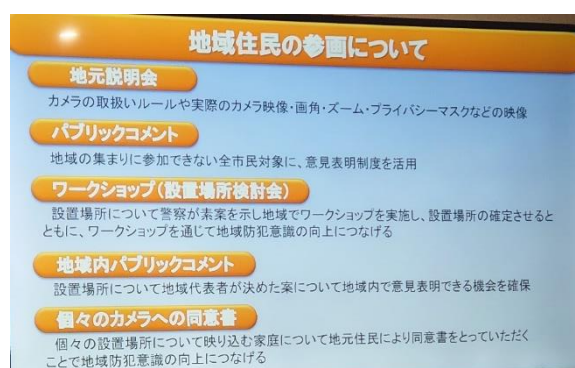 地域住民の参画について
地元説明会
カメラの取扱いルールや実際のカメラ映像・画角・ズーム・プライバシーマスクなどの映像
パブリックコメント
地域の集まりに参加できない全市民対象に、意見表明制度を活用
ワークショップ(設置場所検討会)
設置場所について警察が素案を示し地域でワークショップを実施し、設置場所の確定させると
ともに、ワークショップを通じて地域防犯意識の向上につなげる
地域内パブリックコメント
設置場所について地域代表者が決めた案について地域内で意見表明できる機会を確保
個々のカメラへの同意書
個々の設置場所について映り込む家庭について地元住民により同意書をとっていただく
ことで地域防犯意識の向上につなげる